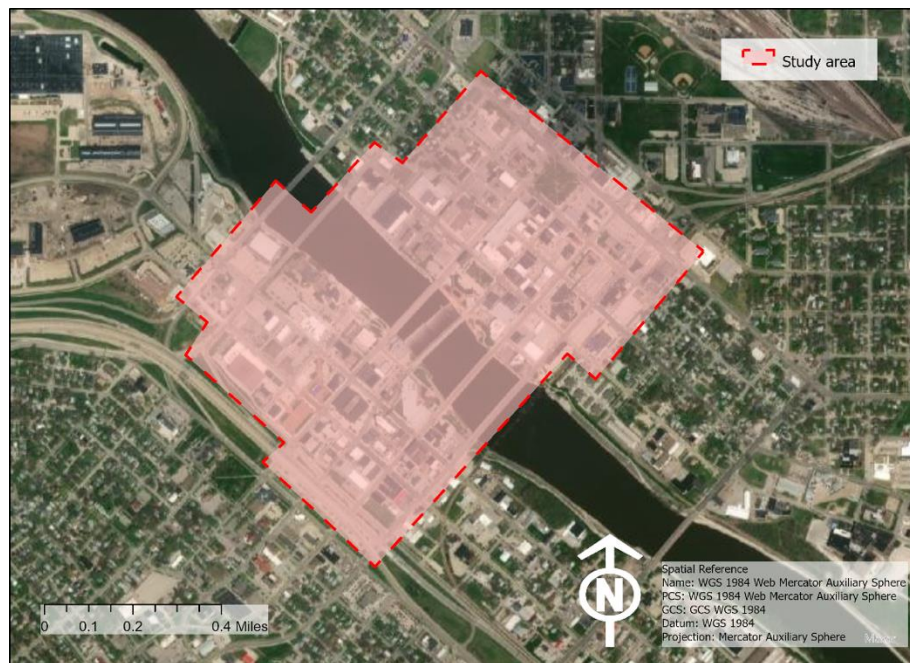 Study area
N
0 0.1 0.2 0.4 Miles
Spatial Reference
Name: WGS 1984 Web Mercator Auxiliary Sphere
PCS: WGS 1984 Web Mercator Auxiliary Sphere
GCS: GCS WGS 1984
Datum: WGS 1984
Projection: Mercator Auxiliary Sphere